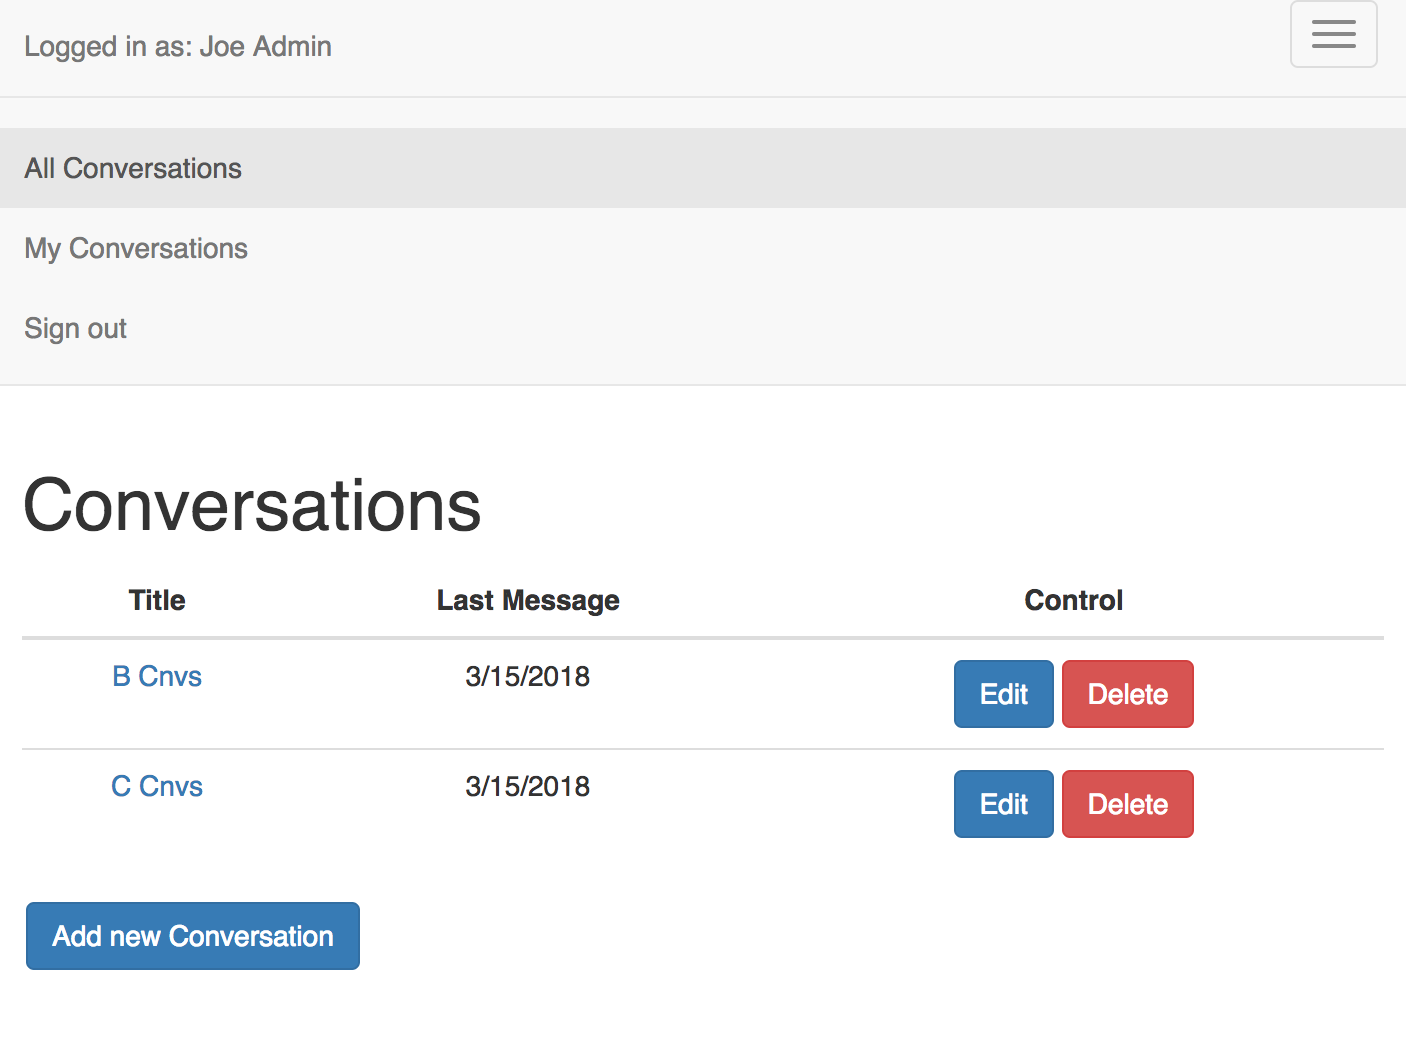 Logged in as: Joe Admin
All Conversations
My Conversations
Sign out
Conversations
Title Last Message Control
B Cnvs 3/15/2018 Edit Delete
C Cnvs 3/15/2018 Edit Delete
Add new Conversation